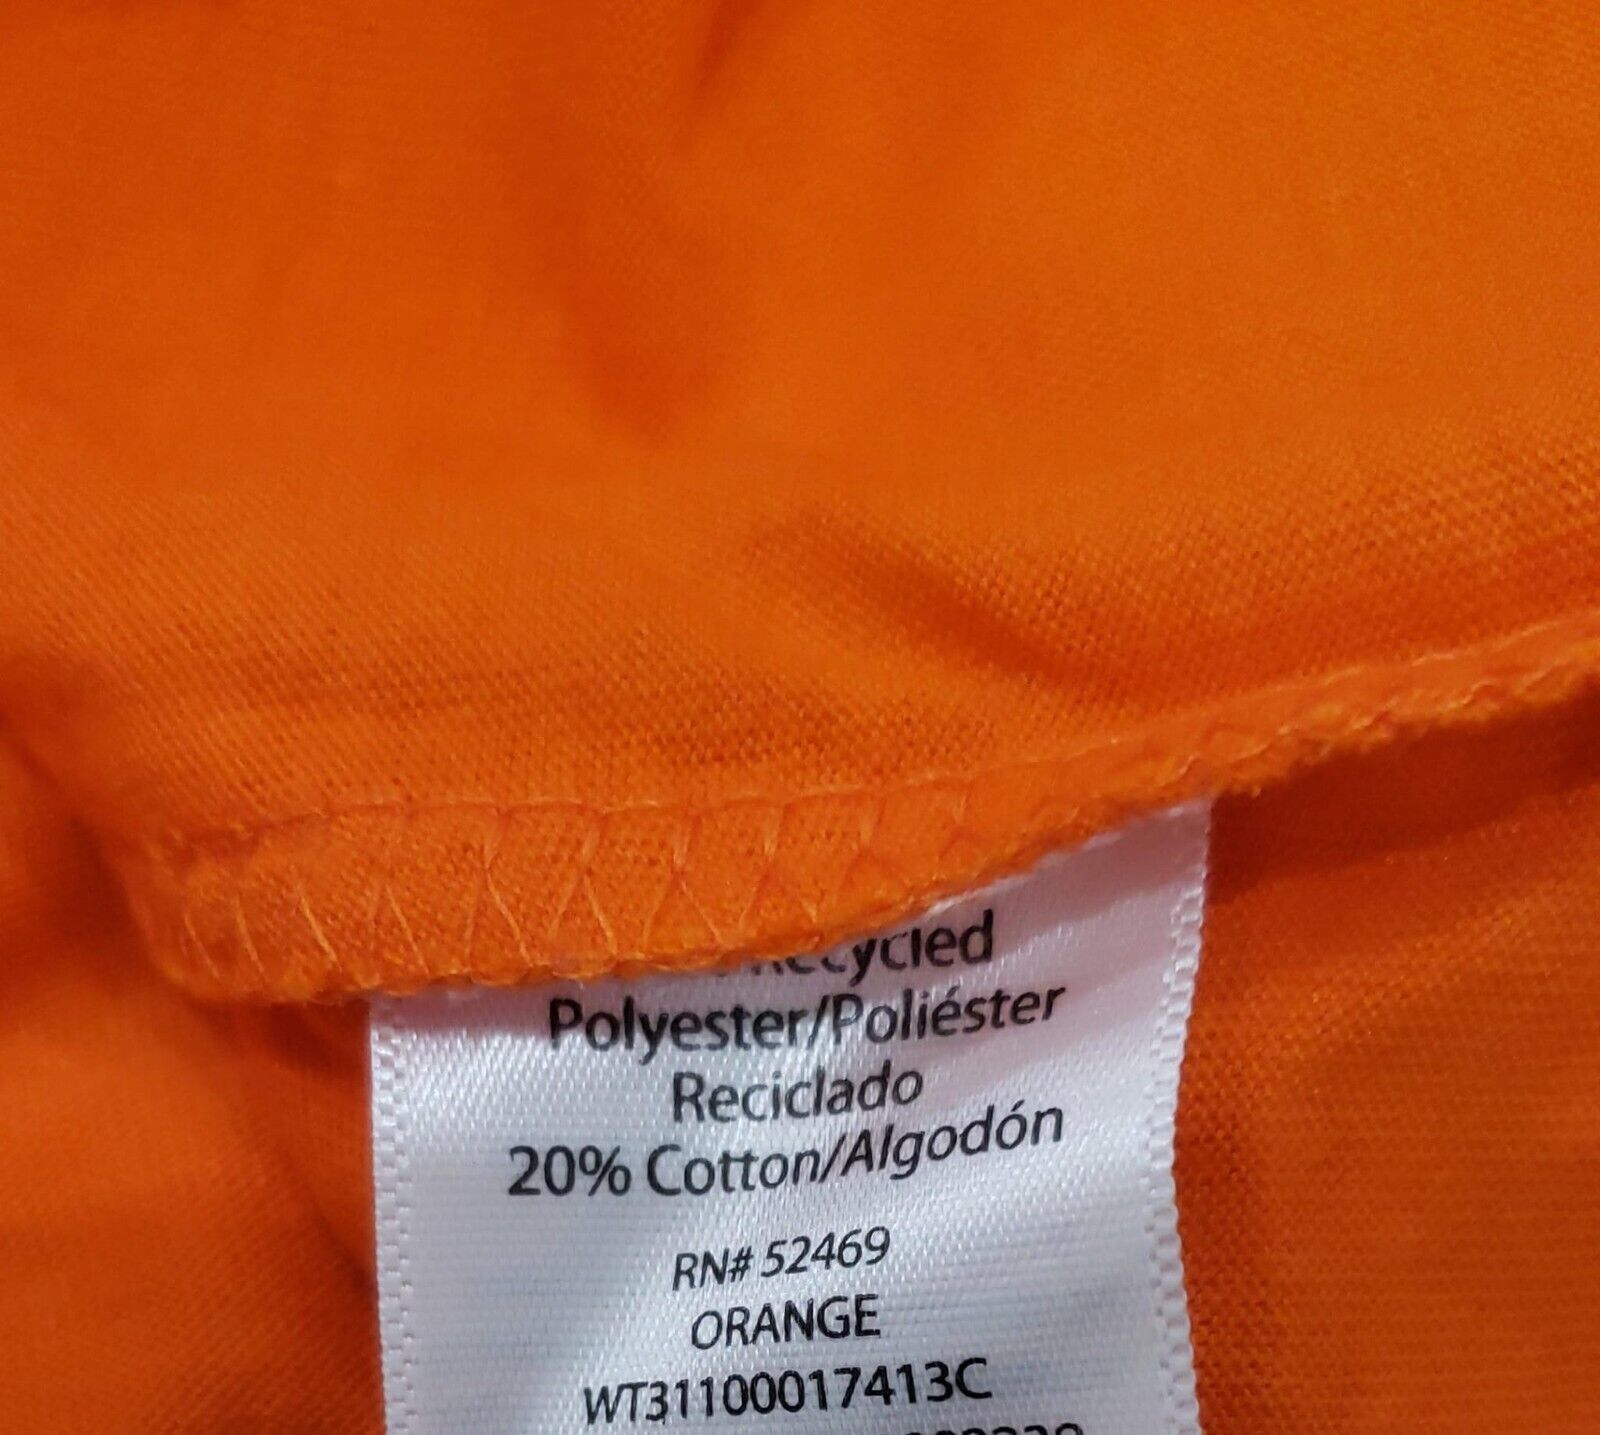 Recycled
Polyester/Poliéster
Reciclado
20% Cotton/Algodón
RN# 52469
ORANGE
WT31100017413C